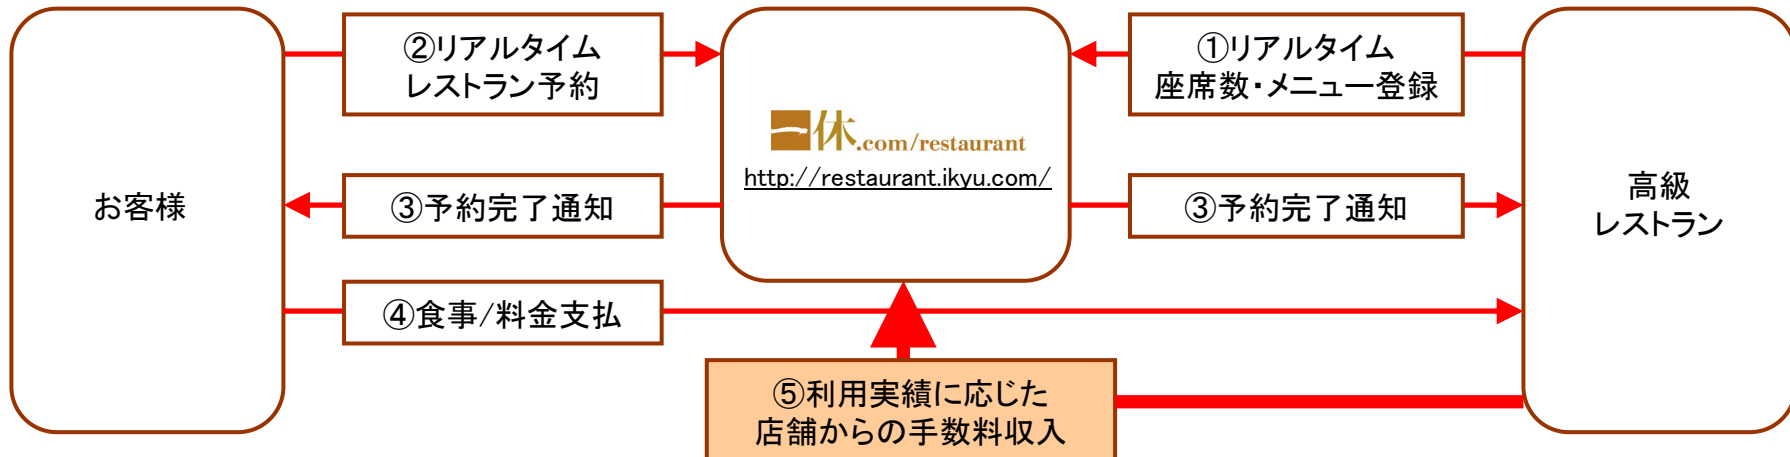 ②リアルタイム
レストラン予約
①リアルタイム
座席数・メニュー登録
一休.com/restaurant
http://restaurant.ikyu.com/
お客様
③予約完了通知
③予約完了通知
高級
レストラン
④食事/料金支払
⑤利用実績に応じた
店舗からの手数料収入